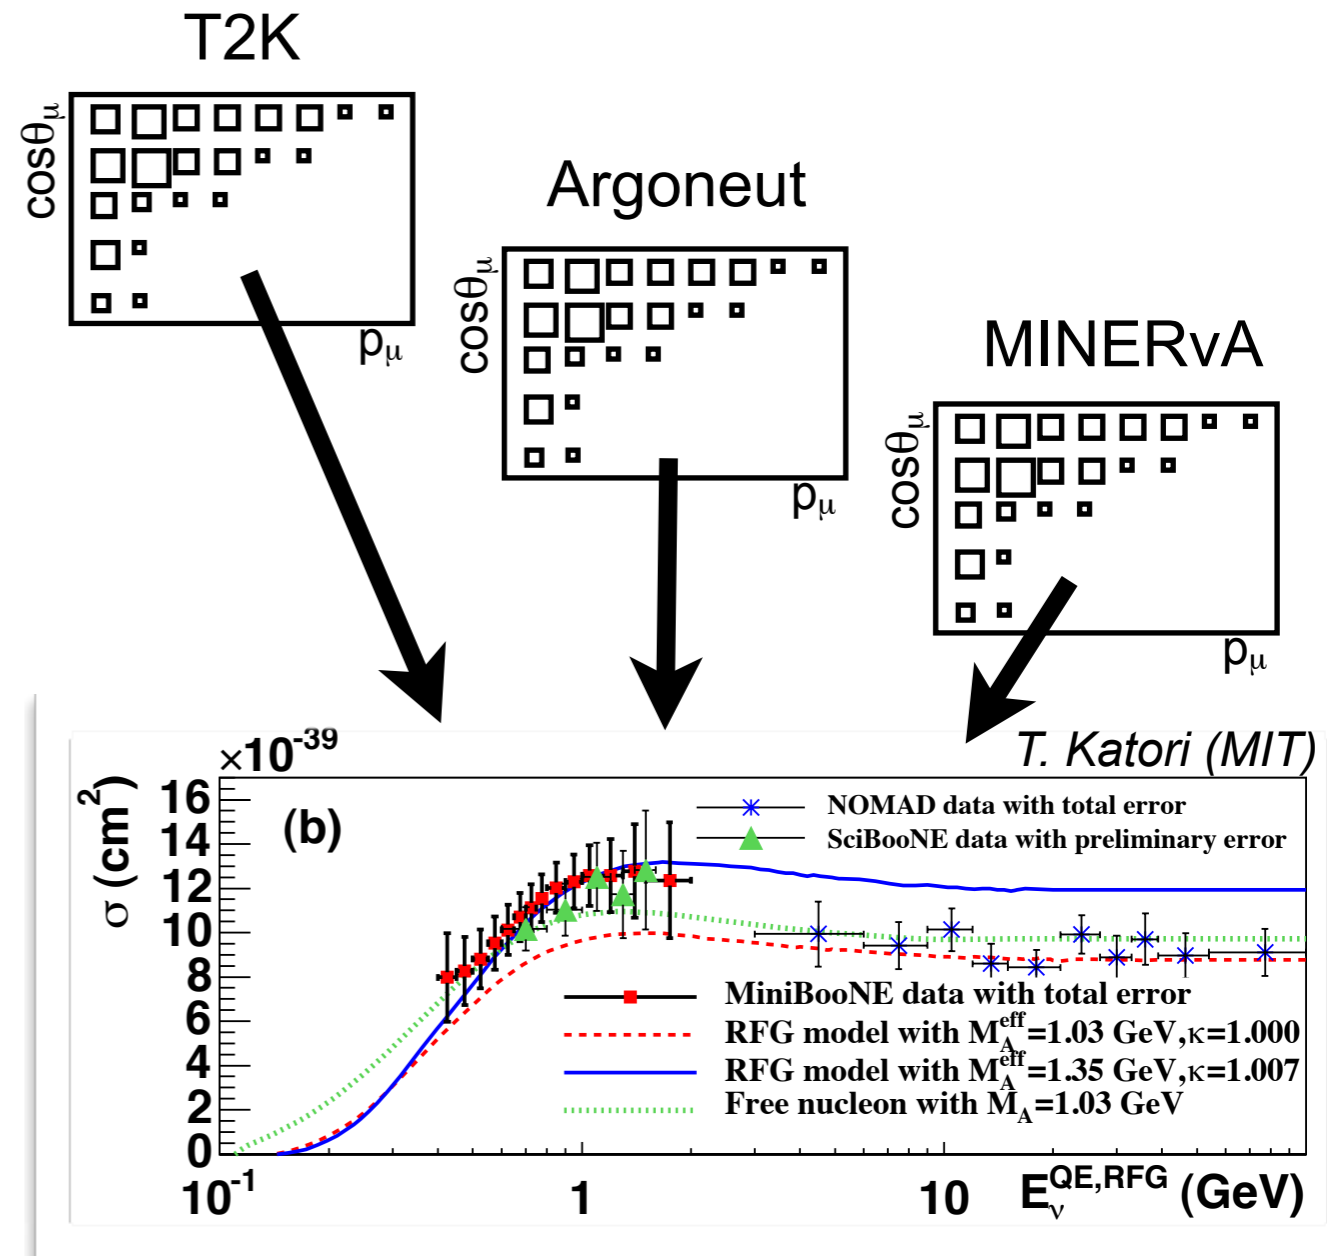 T2K
cosθμ
pμ
Argoneut
cosθμ
pμ
MINERvA
cosθμ
pμ
T. Katori (MIT)
×10-39
σ (cm2)
16
14
12
10
8
6
4
2
0
(b)
NOMAD data with total error
SciBooNE data with preliminary error
MiniBooNE data with total error
RFG model with MAeff=1.03 GeV,κ=1.000
RFG model with MAeff=1.35 GeV,κ=1.007
Free nucleon with MA=1.03 GeV
10-1
1
10
EνQE,RFG (GeV)